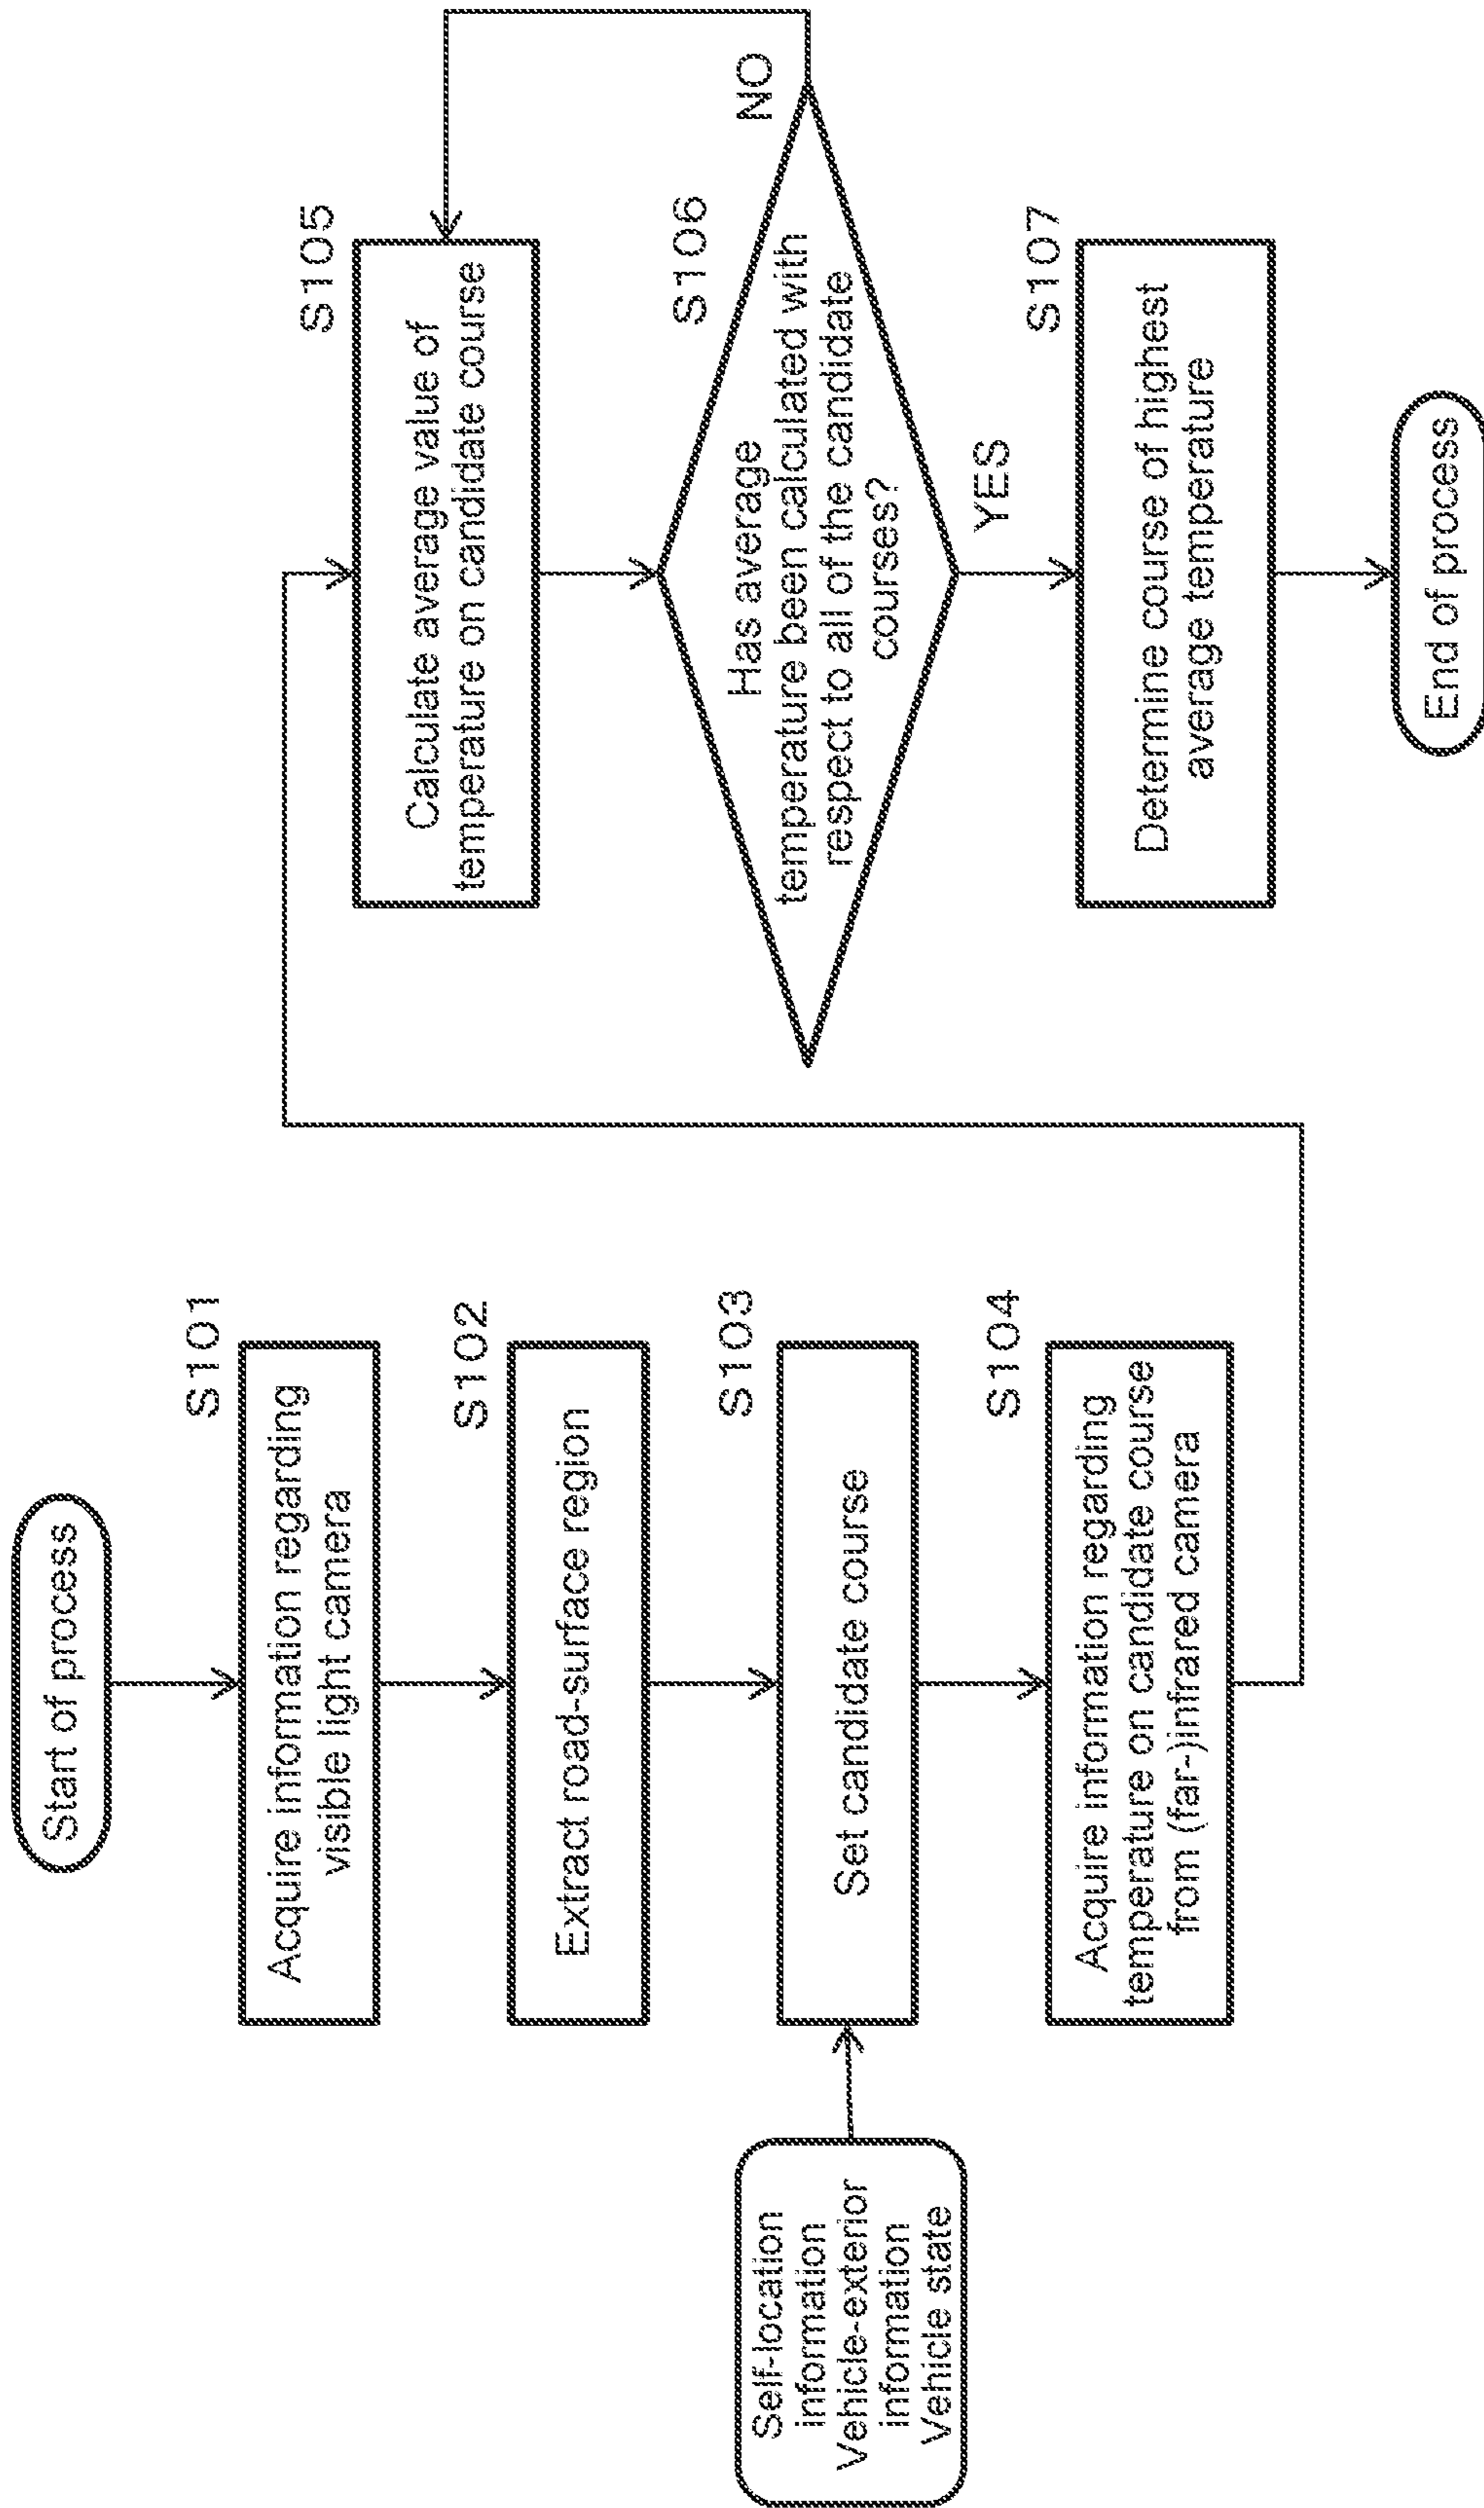 Start of process
S101
Acquire information regarding
visible light camera
S102
Extract road-surface region
S103
Set candidate course
Self-location
information
Vehicle-exterior
information
Vehicle state
S104
Acquire information regarding
temperature on candidate course
from (far-)infrared camera
S105
Calculate average value of
temperature on candidate course
S106
Has average
temperature been calculated with
respect to all of the candidate
courses?
NO
YES
S107
Determine course of highest
average temperature
End of process